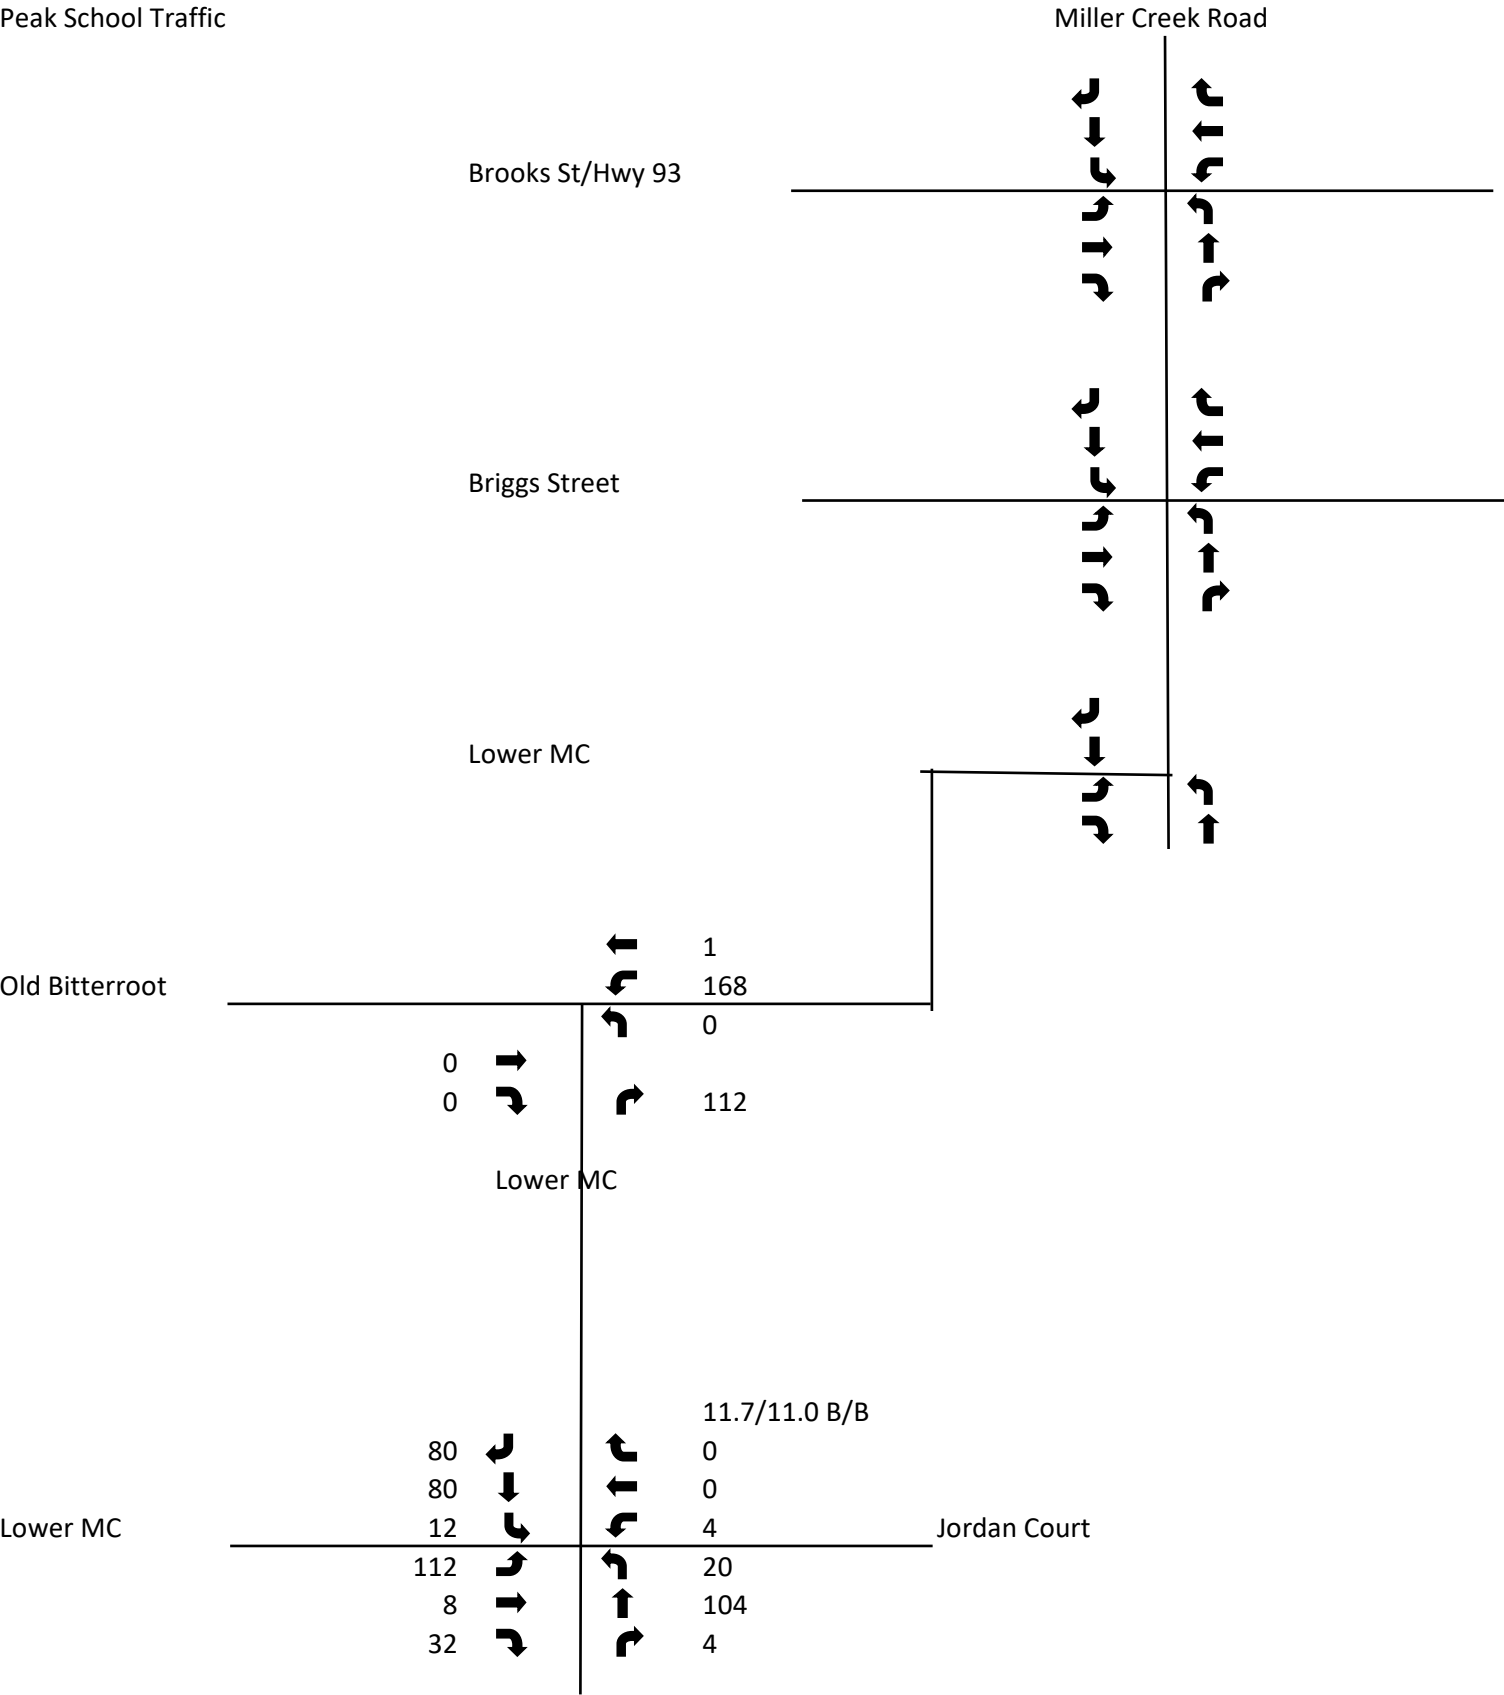 Peak School Traffic Miller Creek Road
Brooks St/Hwy 93
Briggs Street
Lower MC
1
Old Bitterroot 168
0
0
0 112
Lower MC
11.7/11.0 B/B
80 0
80 0
Lower MC 12 4 Jordan Court
112 20
8 104
32 4